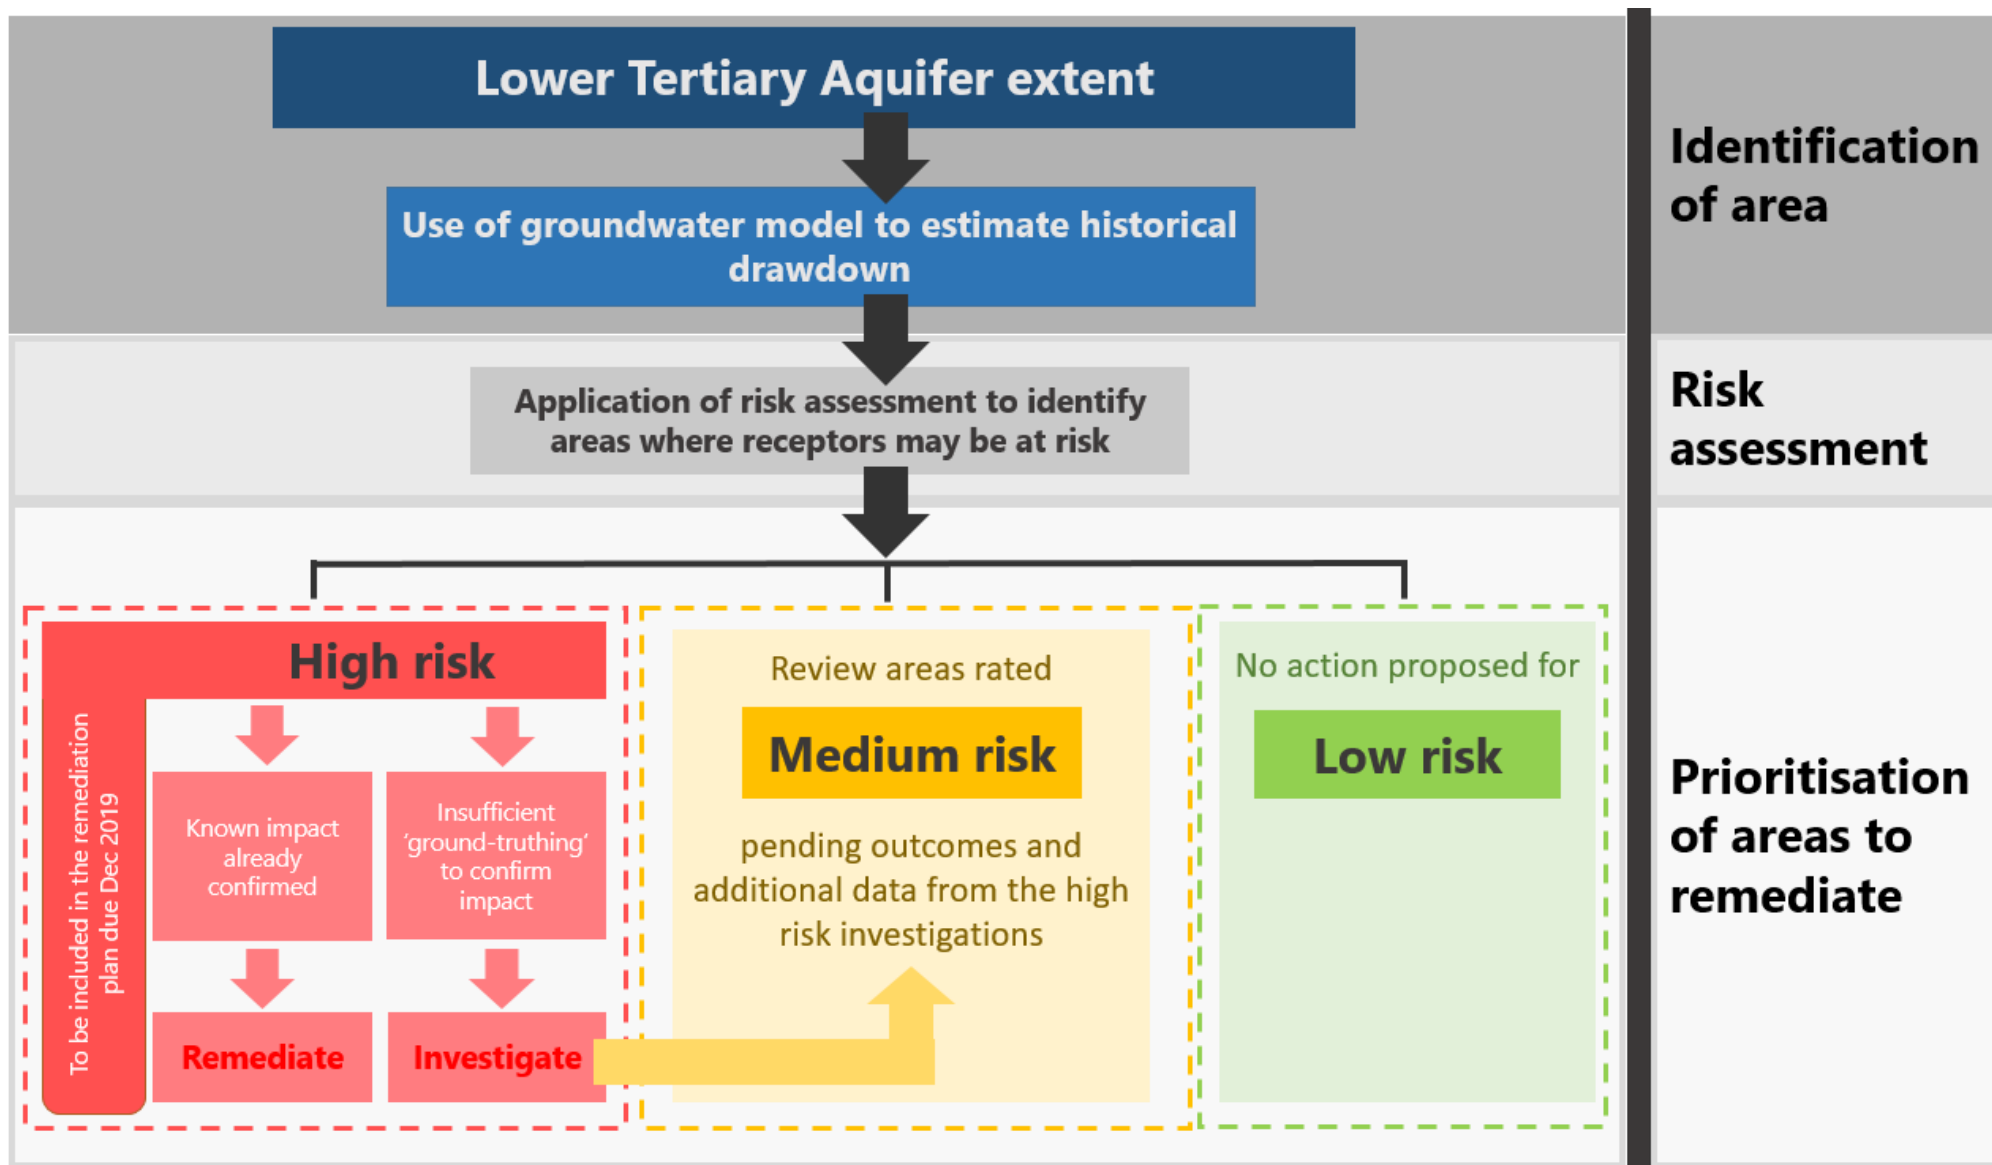 Lower Tertiary Aquifer extent
Use of groundwater model to estimate historical
drawdown
Identification
of area
Application of risk assessment to identify
areas where receptors may be at risk
Risk
assessment
High risk
To be included in the remediation
plan due Dec 2019
Known impact
already
confirmed
Remediate
Insufficient
‘ground-truthing‘
to confirm
impact
Investigate
Review areas rated
Medium risk
pending outcomes and
additional data from the high
risk investigations
No action proposed for
Low risk
Prioritisation
of areas to
remediate